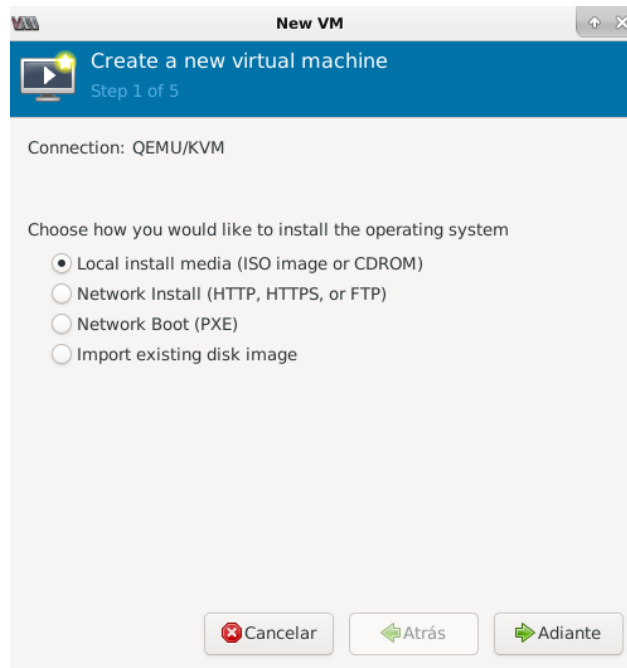 New VM
Create a new virtual machine
Step 1 of 5
Connection: QEMU/KVM
Choose how you would like to install the operating system
Local install media (ISO image or CDROM)
Network Install (HTTP, HTTPS, or FTP)
Network Boot (PXE)
Import existing disk image
Cancelar Atrás Adiante